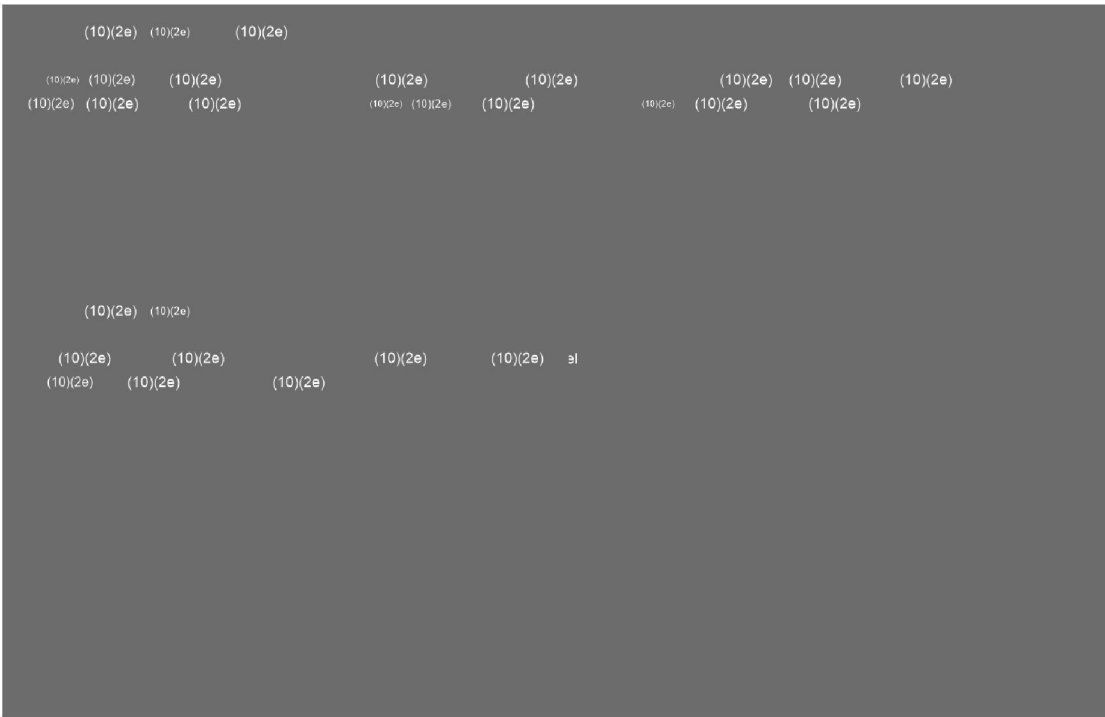 (10)(2e) (10)(2e) (10)(2e)
(10)(2e) (10)(2e) (10)(2e) (10)(2e) (10)(2e) (10)(2e) (10)(2e) (10)(2e)
(10)(2e) (10)(2e) (10)(2e) (10)(2e) (10)(2e) (10)(2e) (10)(2e) (10)(2e) (10)(2e)
(10)(2e) (10)(2e)
(10)(2e) (10)(2e) (10)(2e) (10)(2e) el
(10)(2e) (10)(2e) (10)(2e)